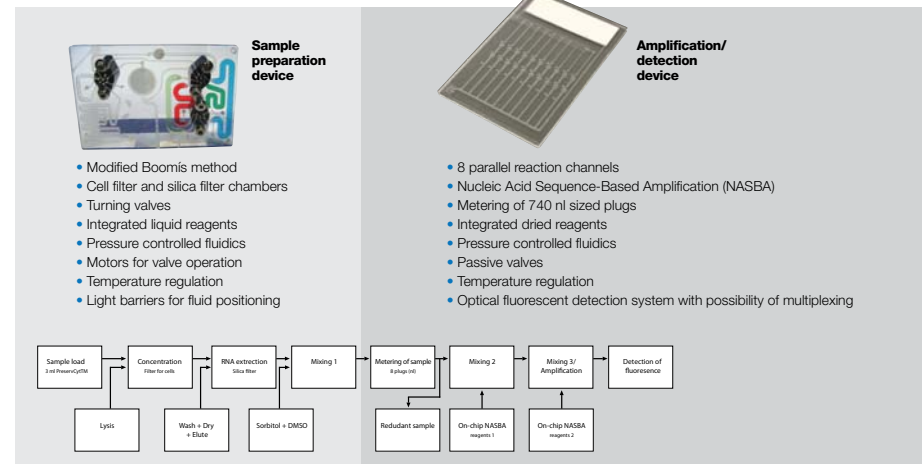 Sample
preparation
device
Amplification/
detection
device
• Modified Boomís method
• Cell filter and silica filter chambers
• Turning valves
• Integrated liquid reagents
• Pressure controlled fluidics
• Motors for valve operation
• Temperature regulation
• Light barriers for fluid positioning
• 8 parallel reaction channels
• Nucleic Acid Sequence-Based Amplification (NASBA)
• Metering of 740 nl sized plugs
• Integrated dried reagents
• Pressure controlled fluidics
• Passive valves
• Temperature regulation
• Optical fluorescent detection system with possibility of multiplexing
Sample load
3 ml PreservCytTM
Concentration
Filter for cells
RNA extrection
Silica filter
Mixing 1
Metering of sample
8 plugs (nl)
Mixing 2
Mixing 3/
Amplification
Detection of
fluoresence
Lysis
Wash + Dry
+ Elute
Sorbitol + DMSO
Redudant sample
On-chip NASBA
reagents 1
On-chip NASBA
reagents 2